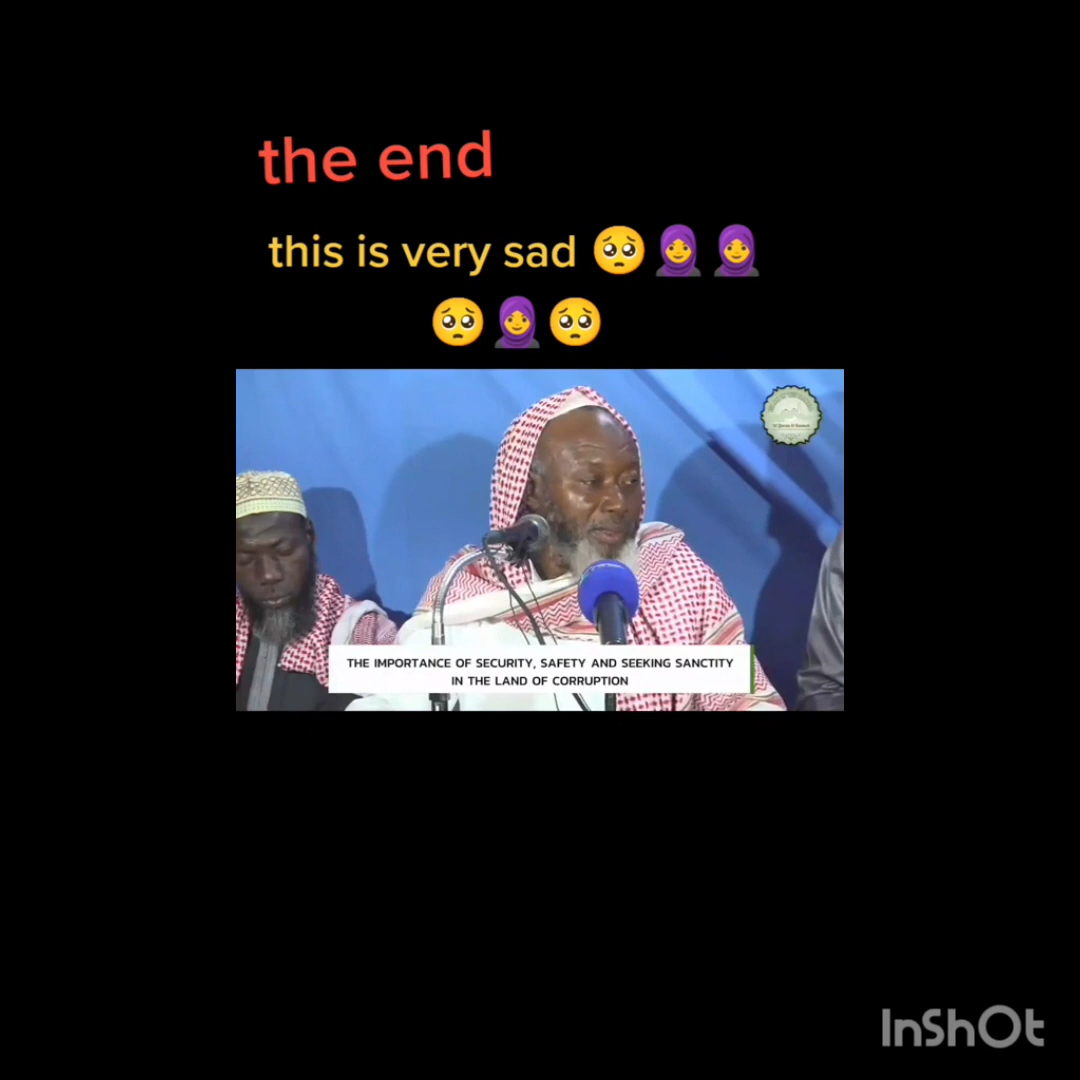 the end
this is very sad 🥺🧕🧕
🥺🧕🥺
THE IMPORTANCE OF SECURITY, SAFETY AND SEEKING SANCTITY
IN THE LAND OF CORRUPTION
InShOt